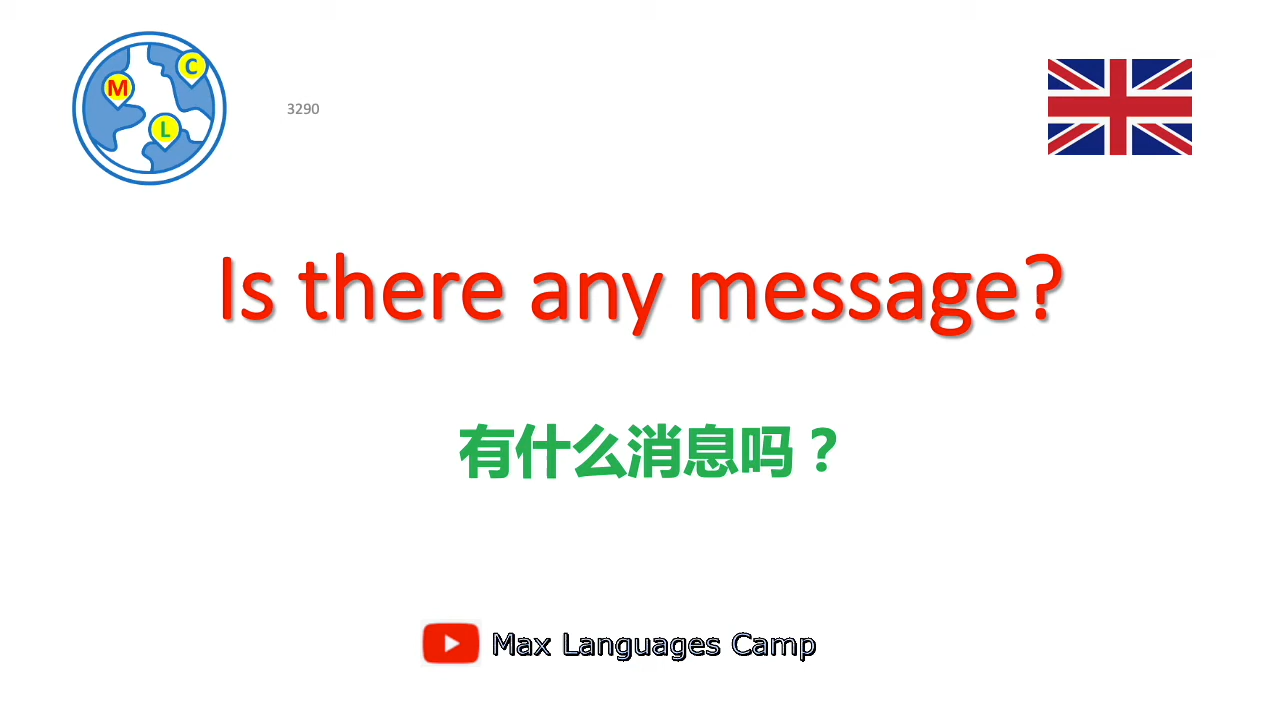 C
M
L
3290
Is there any message?
有什么消息吗？
Max Languages Camp